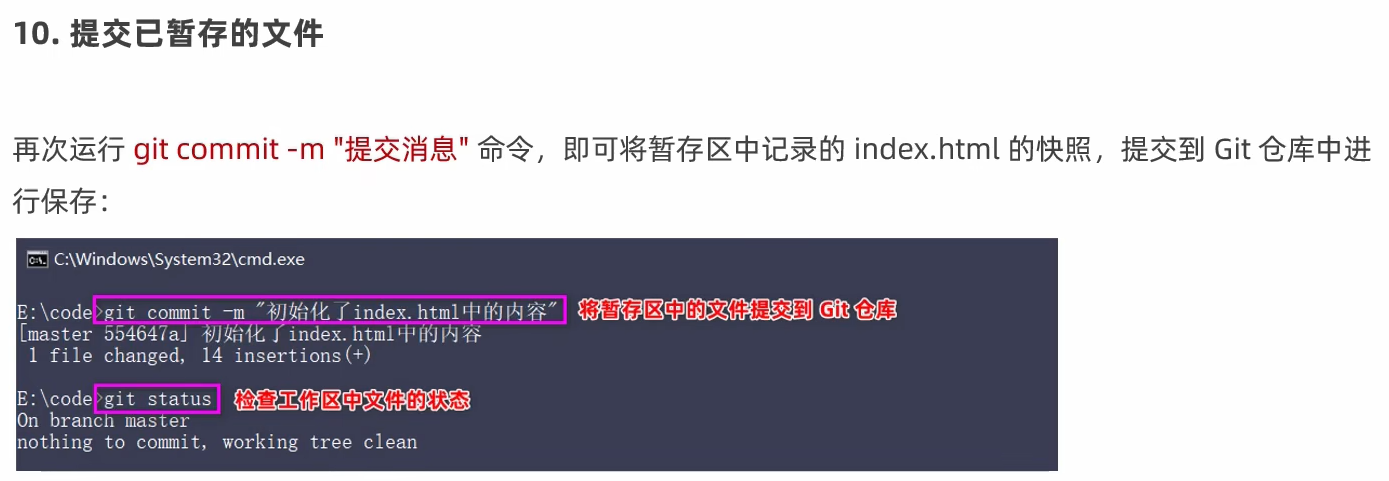 10. 提交已暂存的文件
再次运行 git commit -m "提交消息" 命令，即可将暂存区中记录的 index.html 的快照，提交到 Git 仓库中进
行保存：
C:\Windows\System32\cmd.exe
E:\code>git commit -m "初始化了index.html中的内容" 将暂存区中的文件提交到 Git 仓库
[master 554647a] 初始化了index.html中的内容
1 file changed, 14 insertions(+)
E:\code>git status 检查工作区中文件的状态
On branch master
nothing to commit, working tree clean